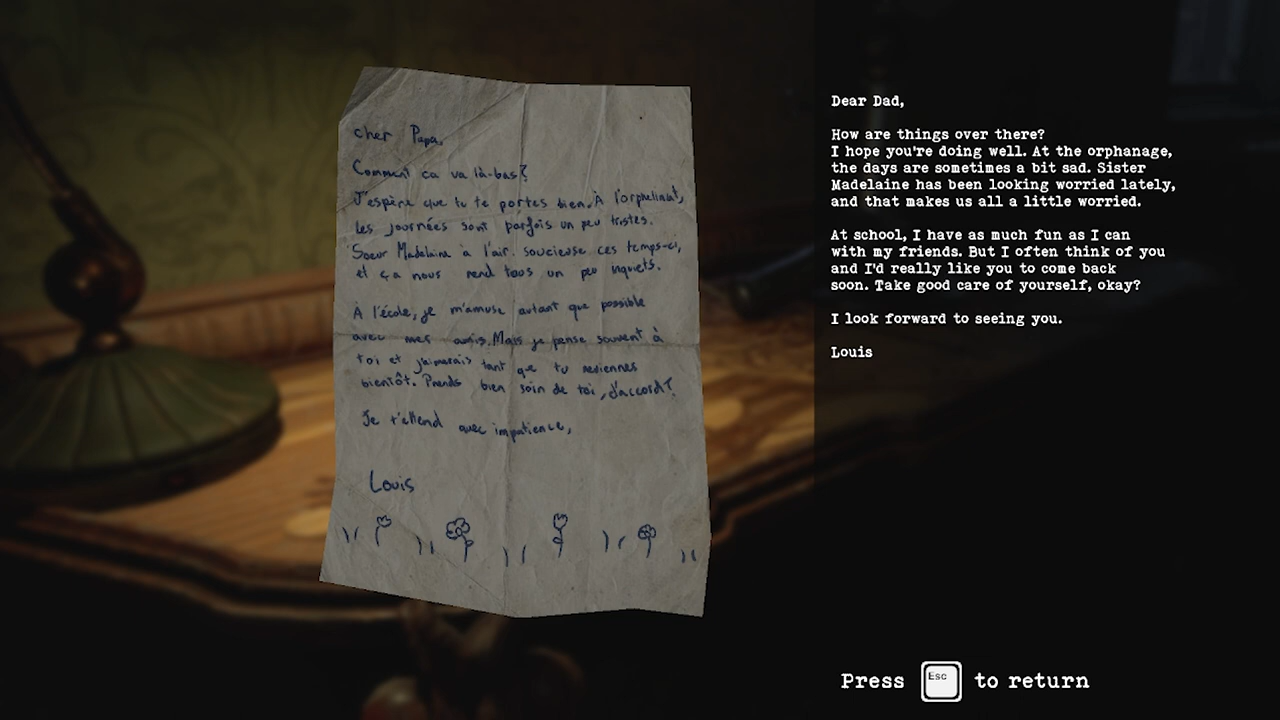 cher Papa,
Comment ca va là-bas?
J'espère que tu te portes bien. À l'orphelinat,
les journées sont parfois un peu tristes.
Soeur Madelaine a l'air soucieuse ces temps-ci,
et ça nous rend tous un peu inquiets.
À l'école, je m'amuse autant que possible
avec mes amis. Mais je pense souvent à
toi et j'aimerais tant que tu reviennes
bientôt. Prends bien soin de toi, d'accord?
Je t'attend avec impatience,
Louis
Dear Dad,
How are things over there?
I hope you're doing well. At the orphanage,
the days are sometimes a bit sad. Sister
Madelaine has been looking worried lately,
and that makes us all a little worried.
At school, I have as much fun as I can
with my friends. But I often think of you
and I'd really like you to come back
soon. Take good care of yourself, okay?
I look forward to seeing you.
Louis
Press Esc to return